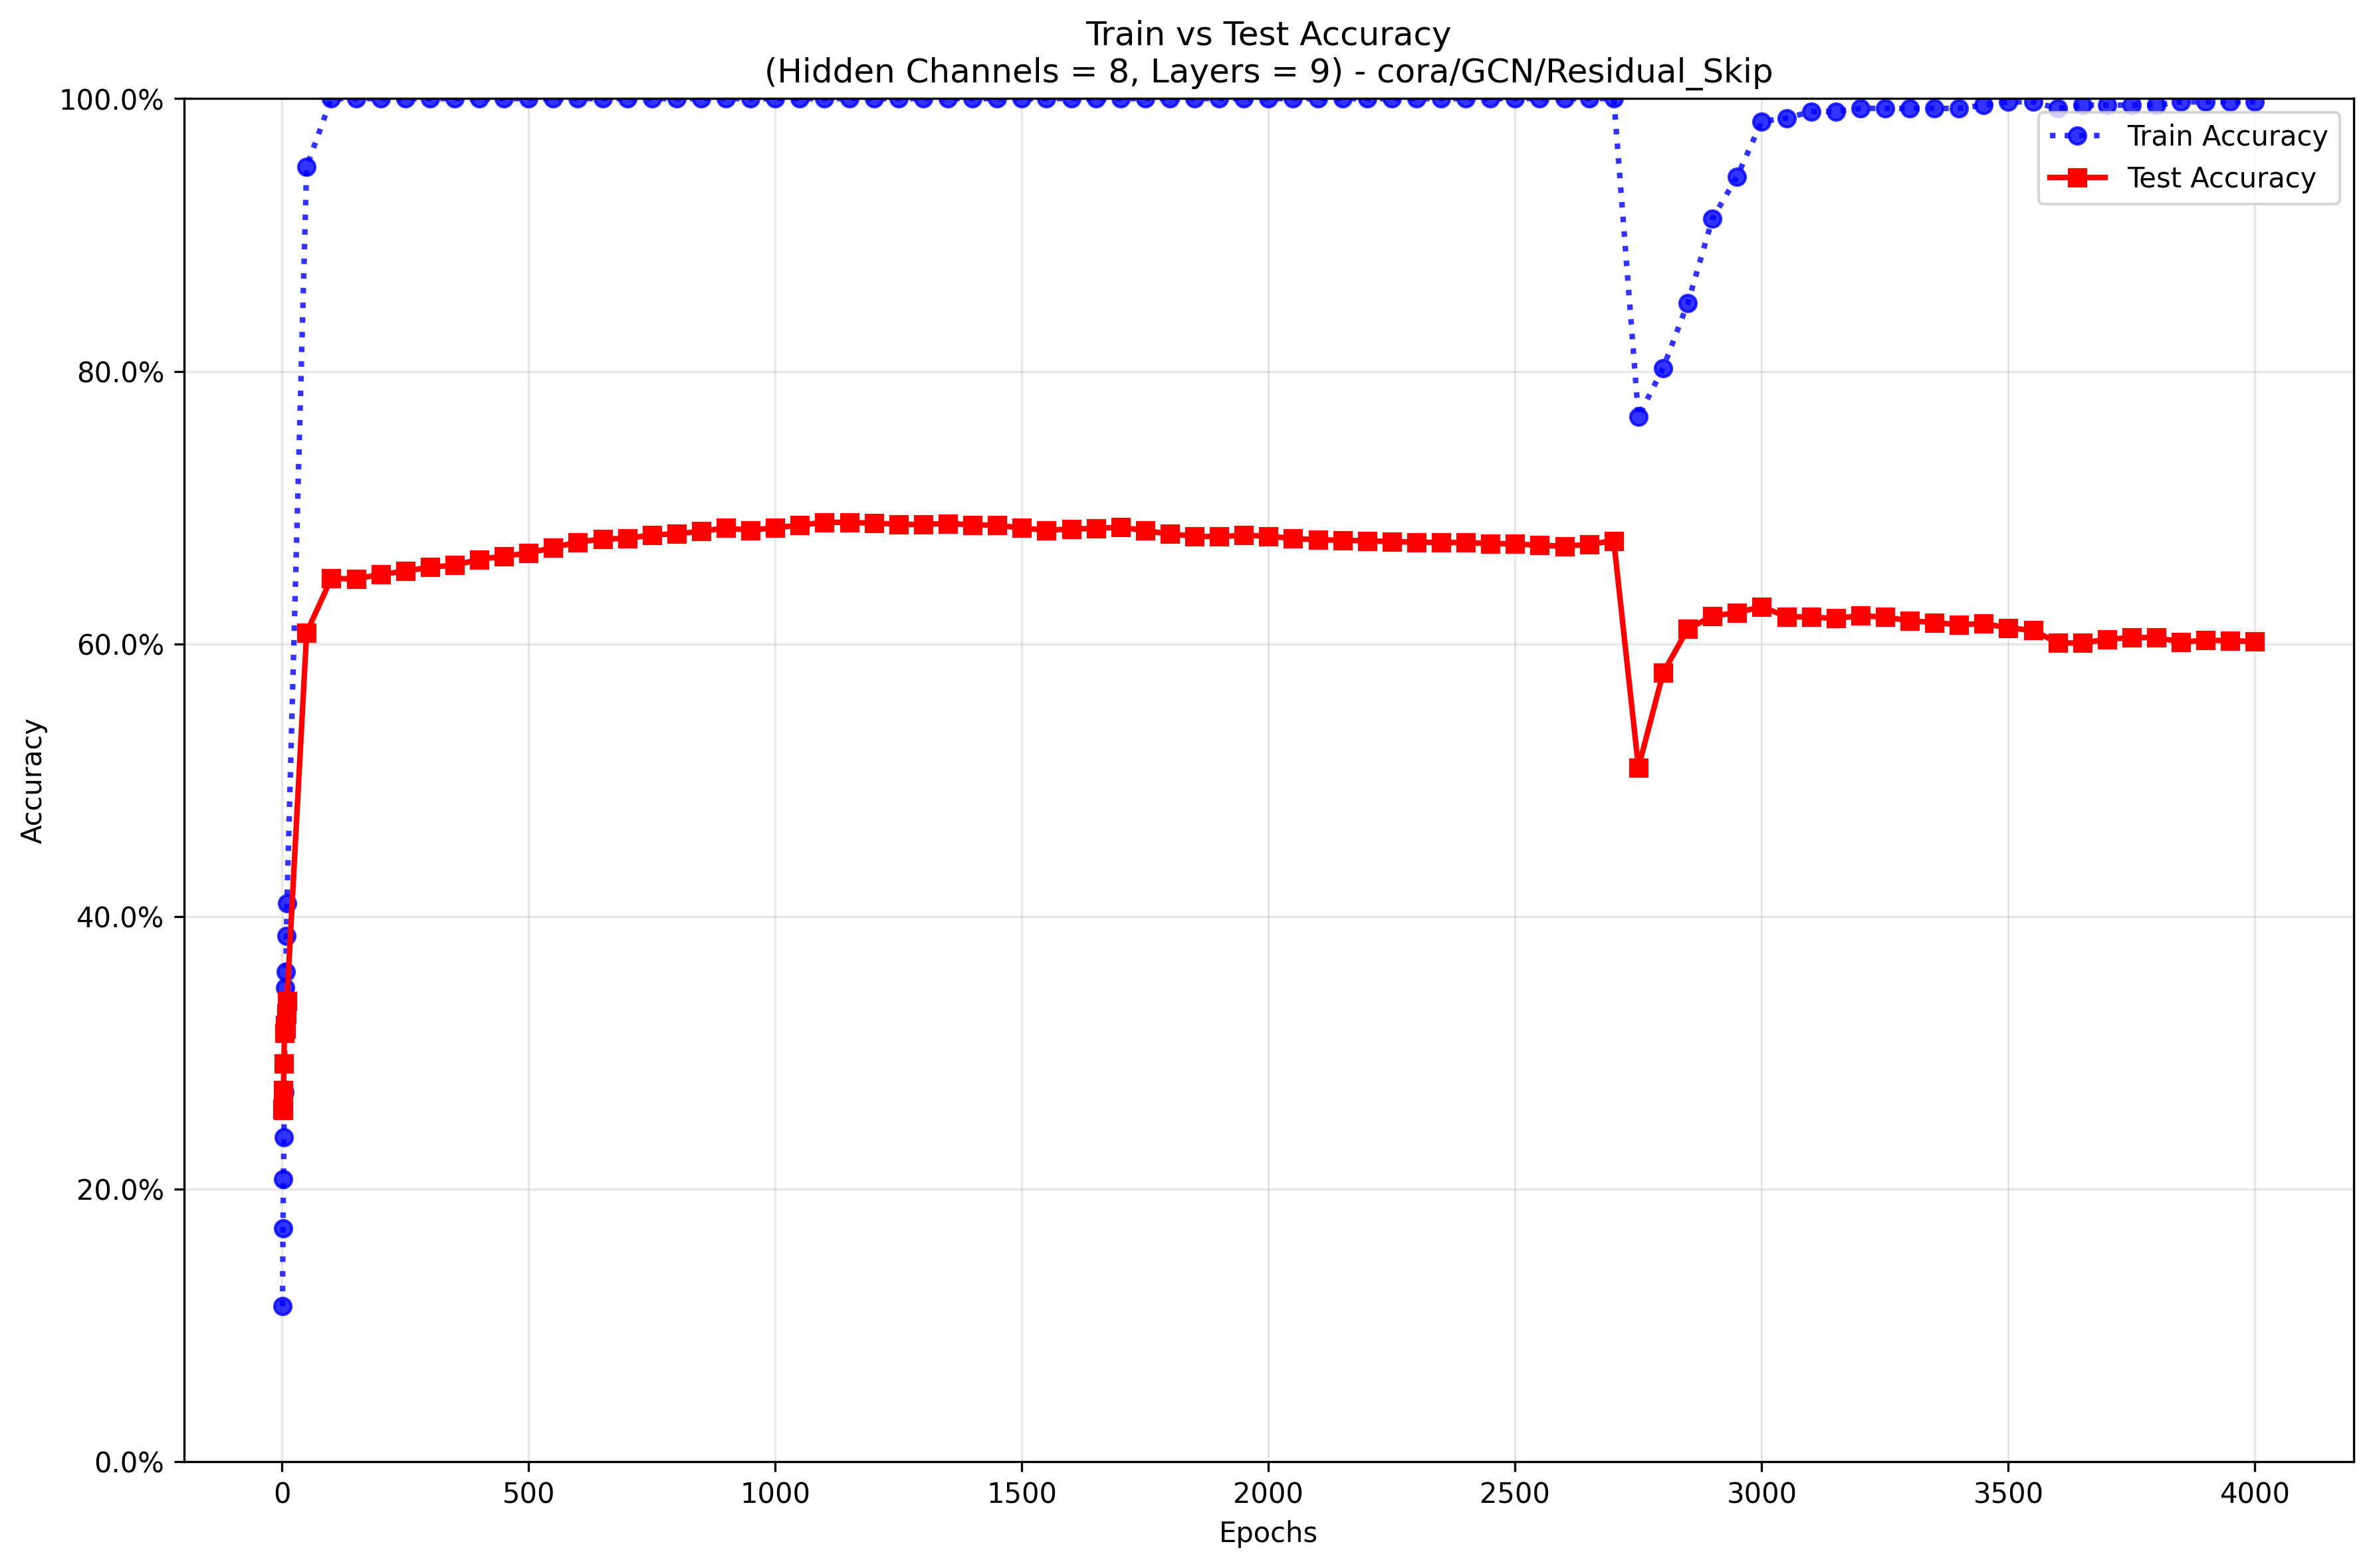 Train vs Test Accuracy
(Hidden Channels = 8, Layers = 9) - cora/GCN/Residual_Skip
100.0%
80.0%
60.0%
40.0%
20.0%
0.0%
Accuracy
Train Accuracy
Test Accuracy
0 500 1000 1500 2000 2500 3000 3500 4000
Epochs